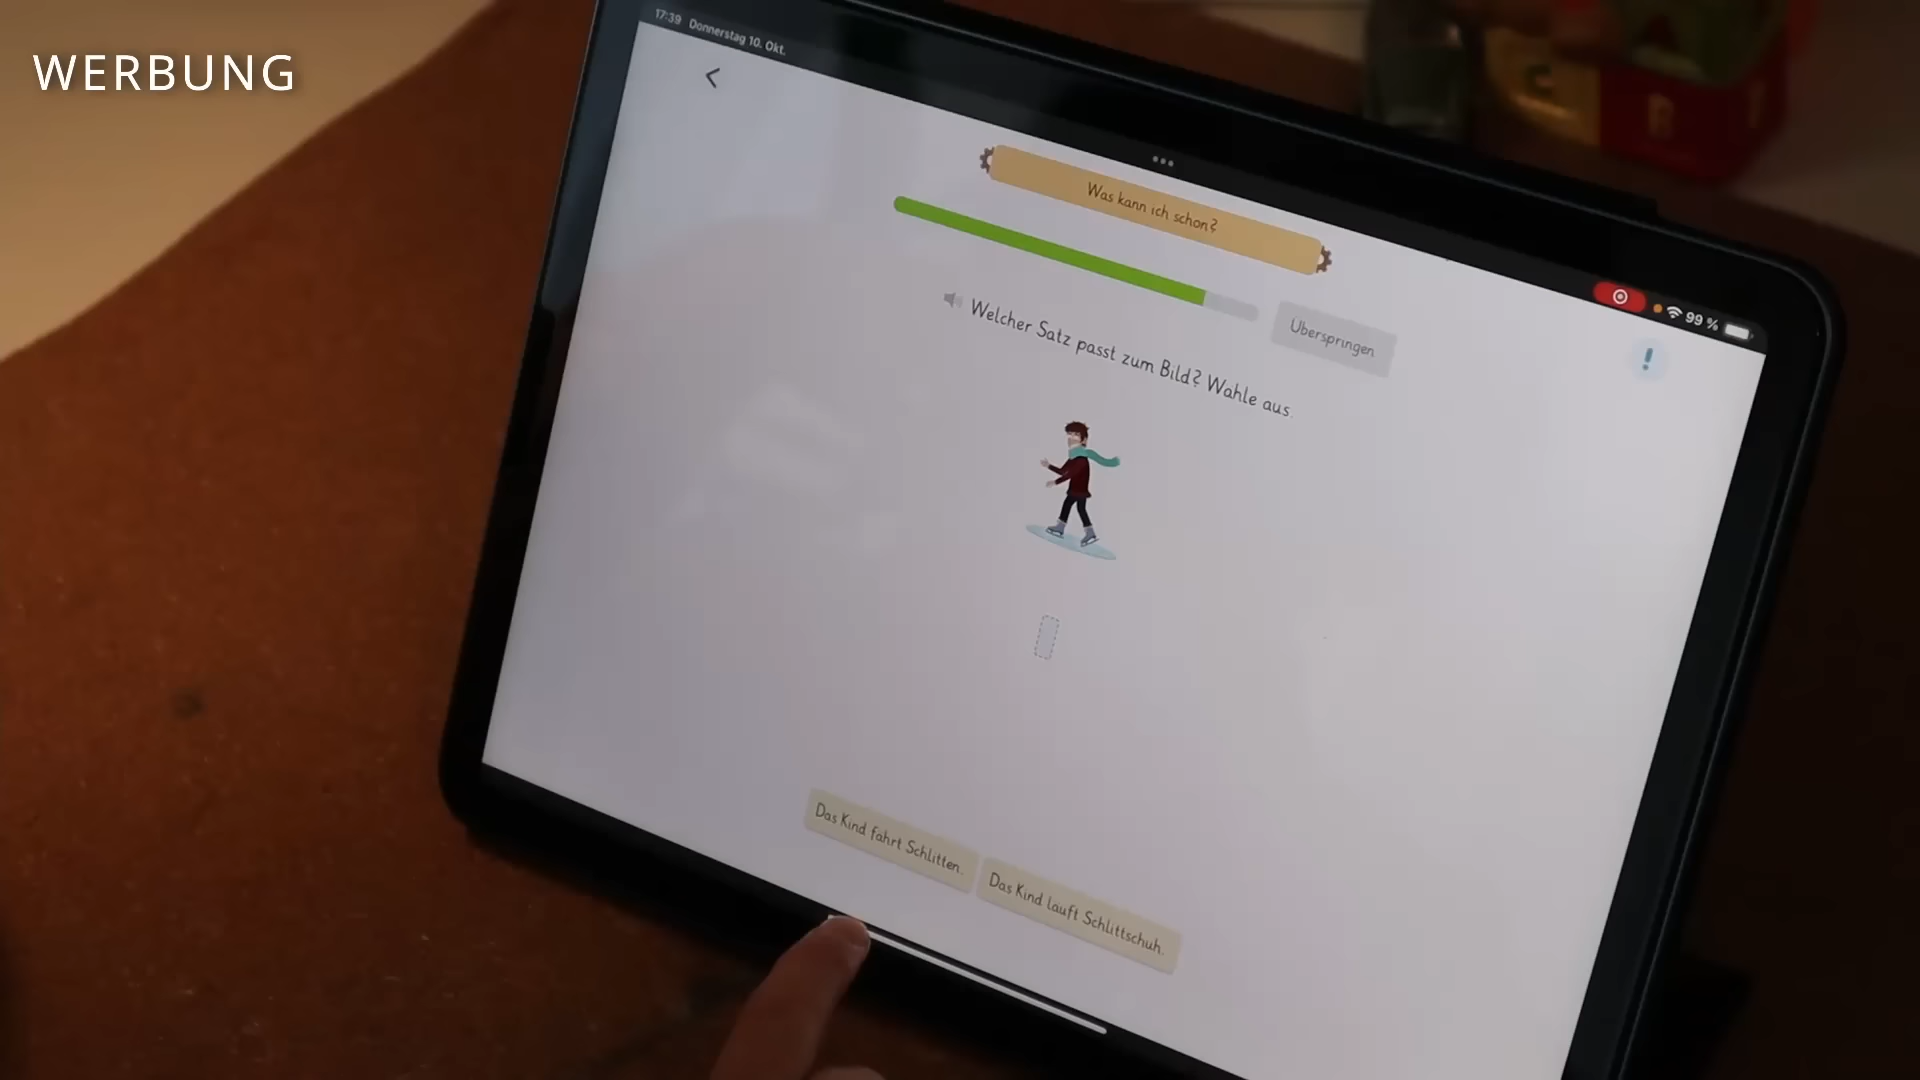 WERBUNG
17:39 Donnerstag 10. Okt.
99 %
Was kann ich schon?
Überspringen
Welcher Satz passt zum Bild? Wähle aus.
Das Kind fährt Schlitten.
Das Kind läuft Schlittschuh.